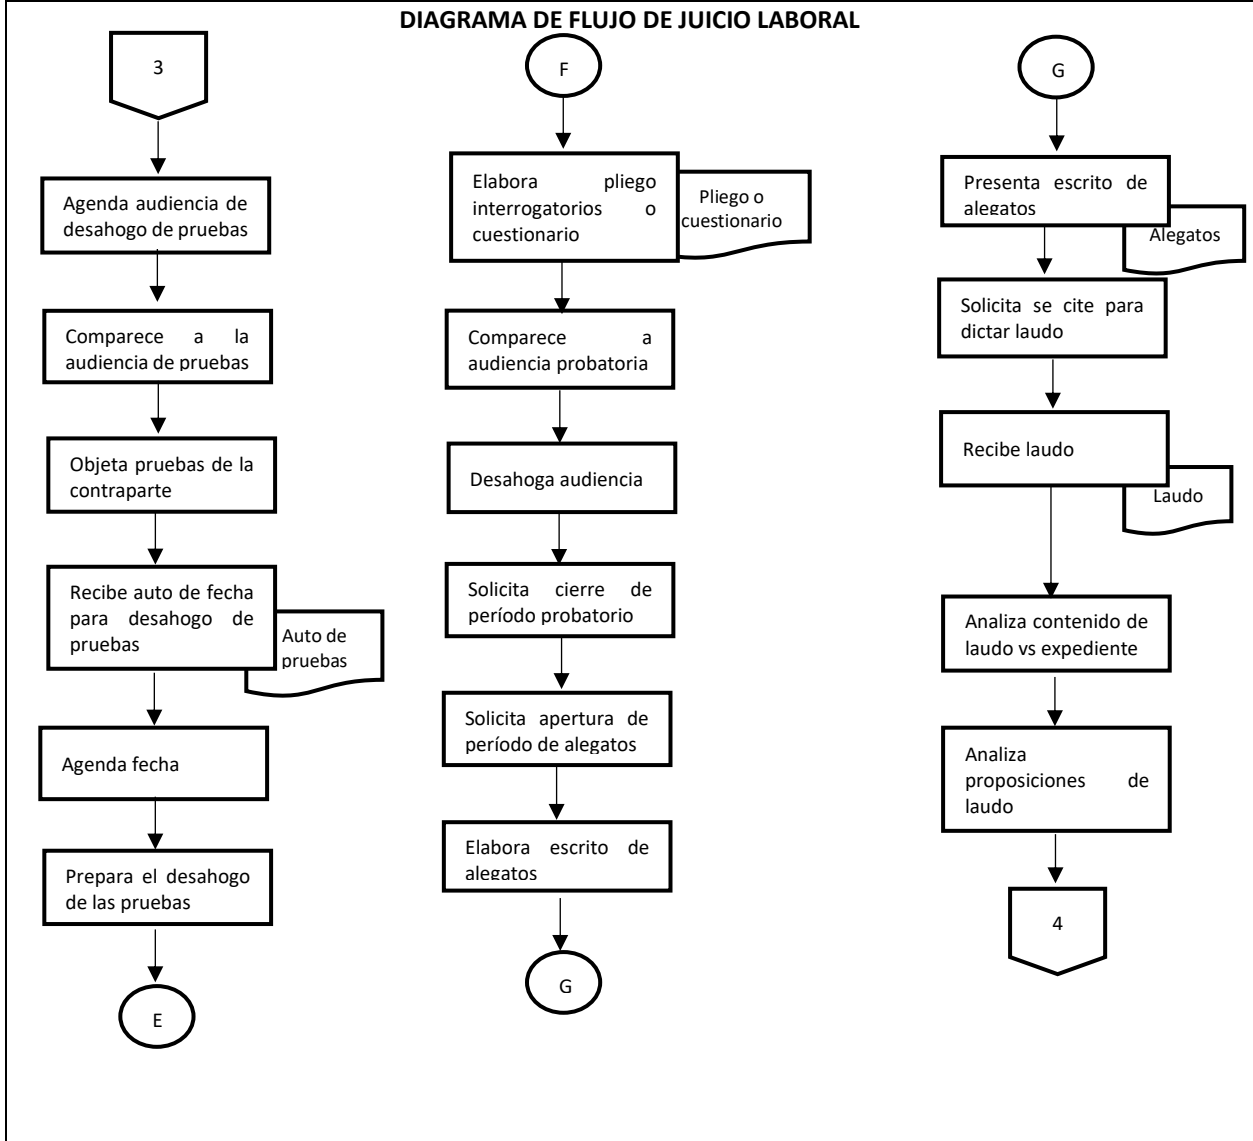 DIAGRAMA DE FLUJO DE JUICIO LABORAL
3
Agenda audiencia de
desahogo de pruebas
Comparece a la
audiencia de pruebas
Objeta pruebas de la
contraparte
Recibe auto de fecha
para desahogo de
pruebas
Auto de
pruebas
Agenda fecha
Prepara el desahogo
de las pruebas
E
F
Elabora pliego
interrogatorios o
cuestionario
Pliego o
cuestionario
Comparece a
audiencia probatoria
Desahoga audiencia
Solicita cierre de
período probatorio
Solicita apertura de
período de alegatos
Elabora escrito de
alegatos
G
G
Presenta escrito de
alegatos
Alegatos
Solicita se cite para
dictar laudo
Recibe laudo
Laudo
Analiza contenido de
laudo vs expediente
Analiza
proposiciones de
laudo
4